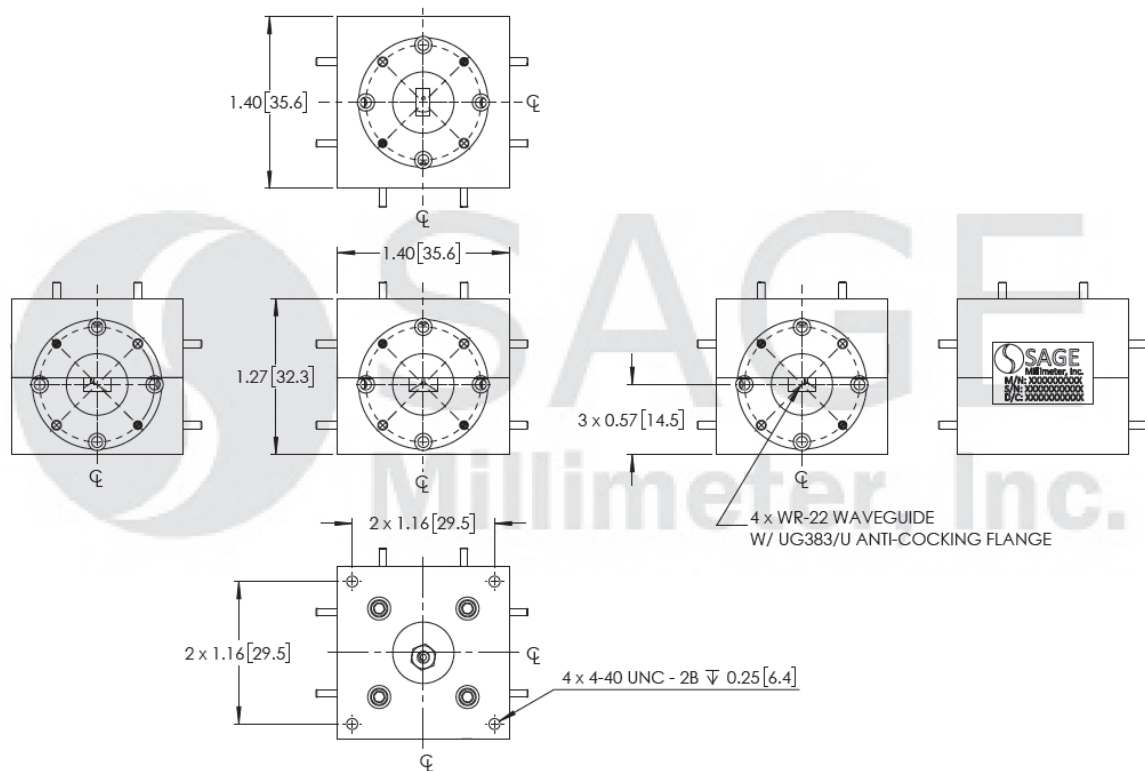 1.40[35.6]
℄
℄
1.40[35.6]
SAGE
Millimeter, Inc.
1.27[32.3]
3 x 0.57[14.5]
SAGE
Millimeter, Inc.
M/N: XXXXXXXXXX
S/N: XXXXXXXXXXX
D/C: XXXXXXXXXXX
℄
℄
℄
4 x WR-22 WAVEGUIDE
W/ UG383/U ANTI-COCKING FLANGE
2 x 1.16[29.5]
2 x 1.16[29.5]
℄
4 x 4-40 UNC - 2B ↧ 0.25[6.4]
℄